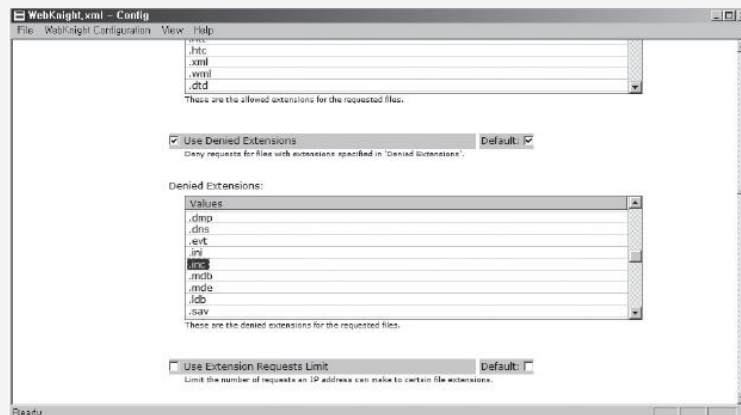 WebKnight.xml - Config
File WebKnight Configuration View Help
.htc
.xml
.wml
.dtd
These are the allowed extensions for the requested files.
Use Denied Extensions Default:
Deny requests for files with extensions specified in 'Denied Extensions'.
Denied Extensions:
Values
.dmp
.dns
.evt
.ini
.inc
.mdb
.mde
.ldb
.sav
These are the denied extensions for the requested files.
Use Extension Requests Limit Default:
Limit the number of requests an IP address can make to certain file extensions.
Ready